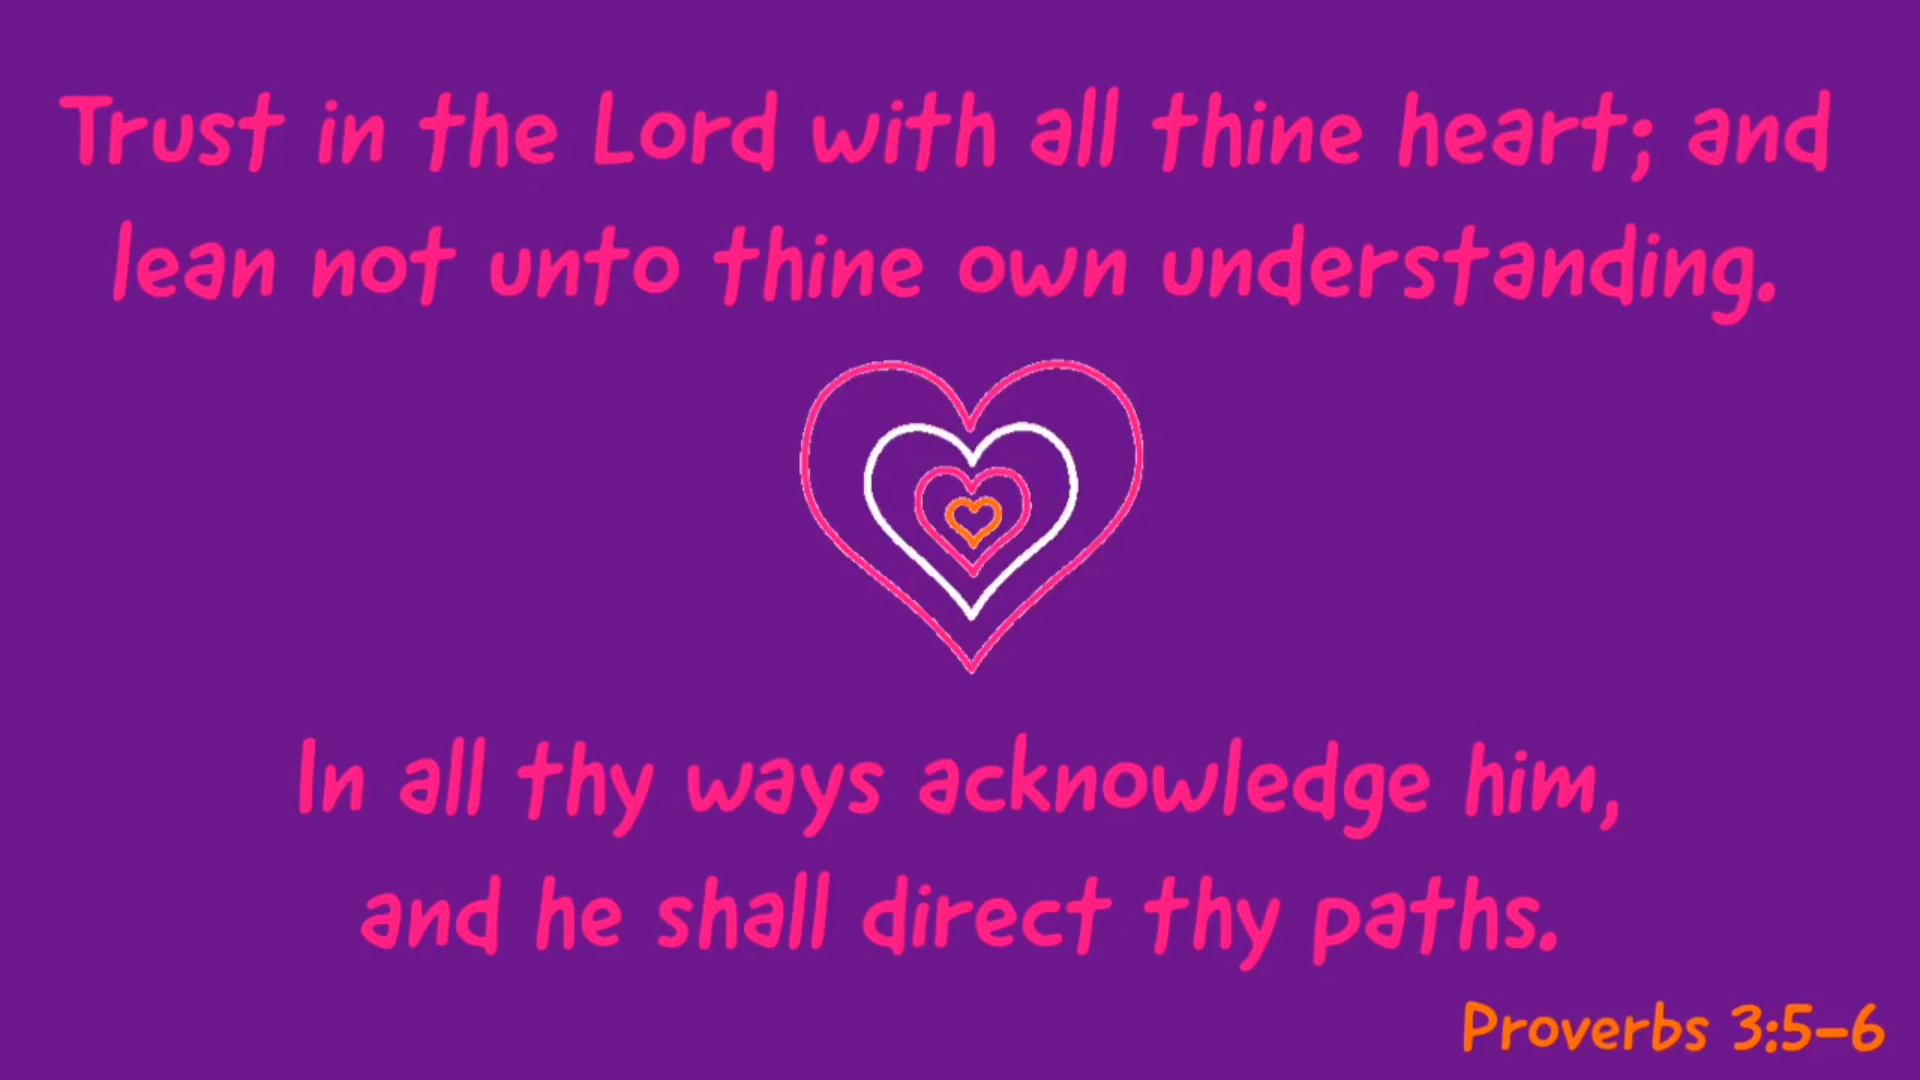 Trust in the Lord with all thine heart; and
lean not unto thine own understanding.
In all thy ways acknowledge him,
and he shall direct thy paths.
Proverbs 3:5-6